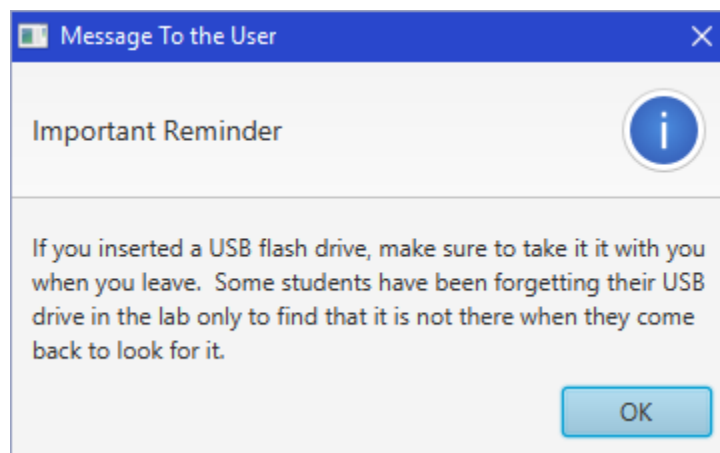 Message To the User
Important Reminder
i
If you inserted a USB flash drive, make sure to take it it with you
when you leave.  Some students have been forgetting their USB
drive in the lab only to find that it is not there when they come
back to look for it.
OK